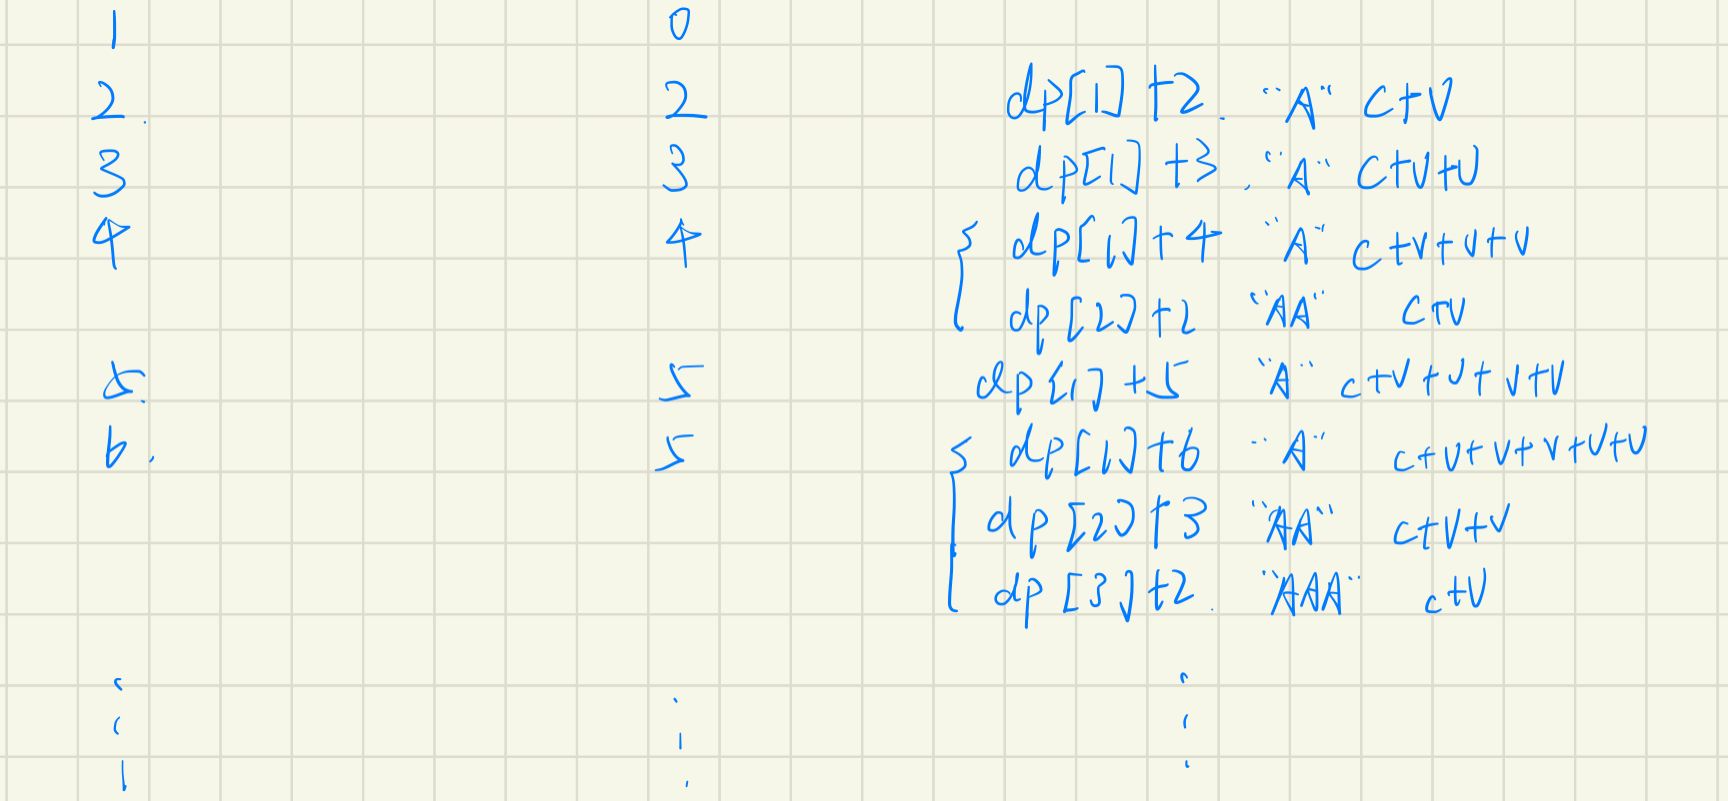 1 0
2. 2 dp[1]+2. "A" C+V
3 3 dp[1]+3. "A" C+V+V
4 4 { dp[1]+4 "A" C+V+V+V
dp[2]+2 "AA" C+V
5. 5 dp[1]+5 "A" c+V+V+V+V
6. 5 { dp[1]+6 "A" c+V+V+V+V+V
dp[2]+3 "AA" c+V+V
dp[3]+2. "AAA" c+V